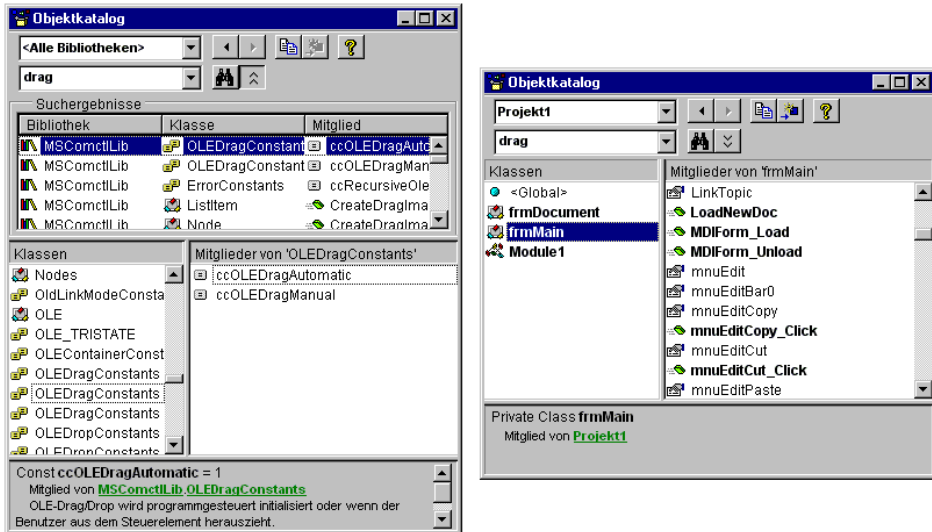 Objektkatalog
<Alle Bibliotheken>
drag
Suchergebnisse
Bibliothek Klasse Mitglied
MSComctlLib OLEDragConstant ccOLEDragAutc
MSComctlLib OLEDragConstant ccOLEDragMan
MSComctlLib ErrorConstants ccRecursiveOle
MSComctlLib ListItem CreateDragIma
MSComctlLib Node CreateDragIma
Klassen
Nodes
OldLinkModeConsta
OLE
OLE_TRISTATE
OLEContainerConst
OLEDragConstants
OLEDragConstants
OLEDragConstants
OLEDropConstants
OLEDropConstants
Mitglieder von 'OLEDragConstants'
ccOLEDragAutomatic
ccOLEDragManual
Const ccOLEDragAutomatic = 1
Mitglied von MSComctlLib.OLEDragConstants
OLE-Drag/Drop wird programmgesteuert initialisiert oder wenn der
Benutzer aus dem Steuerelement herauszieht.
Objektkatalog
Projekt1
drag
Klassen
<Global>
frmDocument
frmMain
Module1
Mitglieder von 'frmMain'
LinkTopic
LoadNewDoc
MDIForm_Load
MDIForm_Unload
mnuEdit
mnuEditBar0
mnuEditCopy
mnuEditCopy_Click
mnuEditCut
mnuEditCut_Click
mnuEditPaste
Private Class frmMain
Mitglied von Projekt1